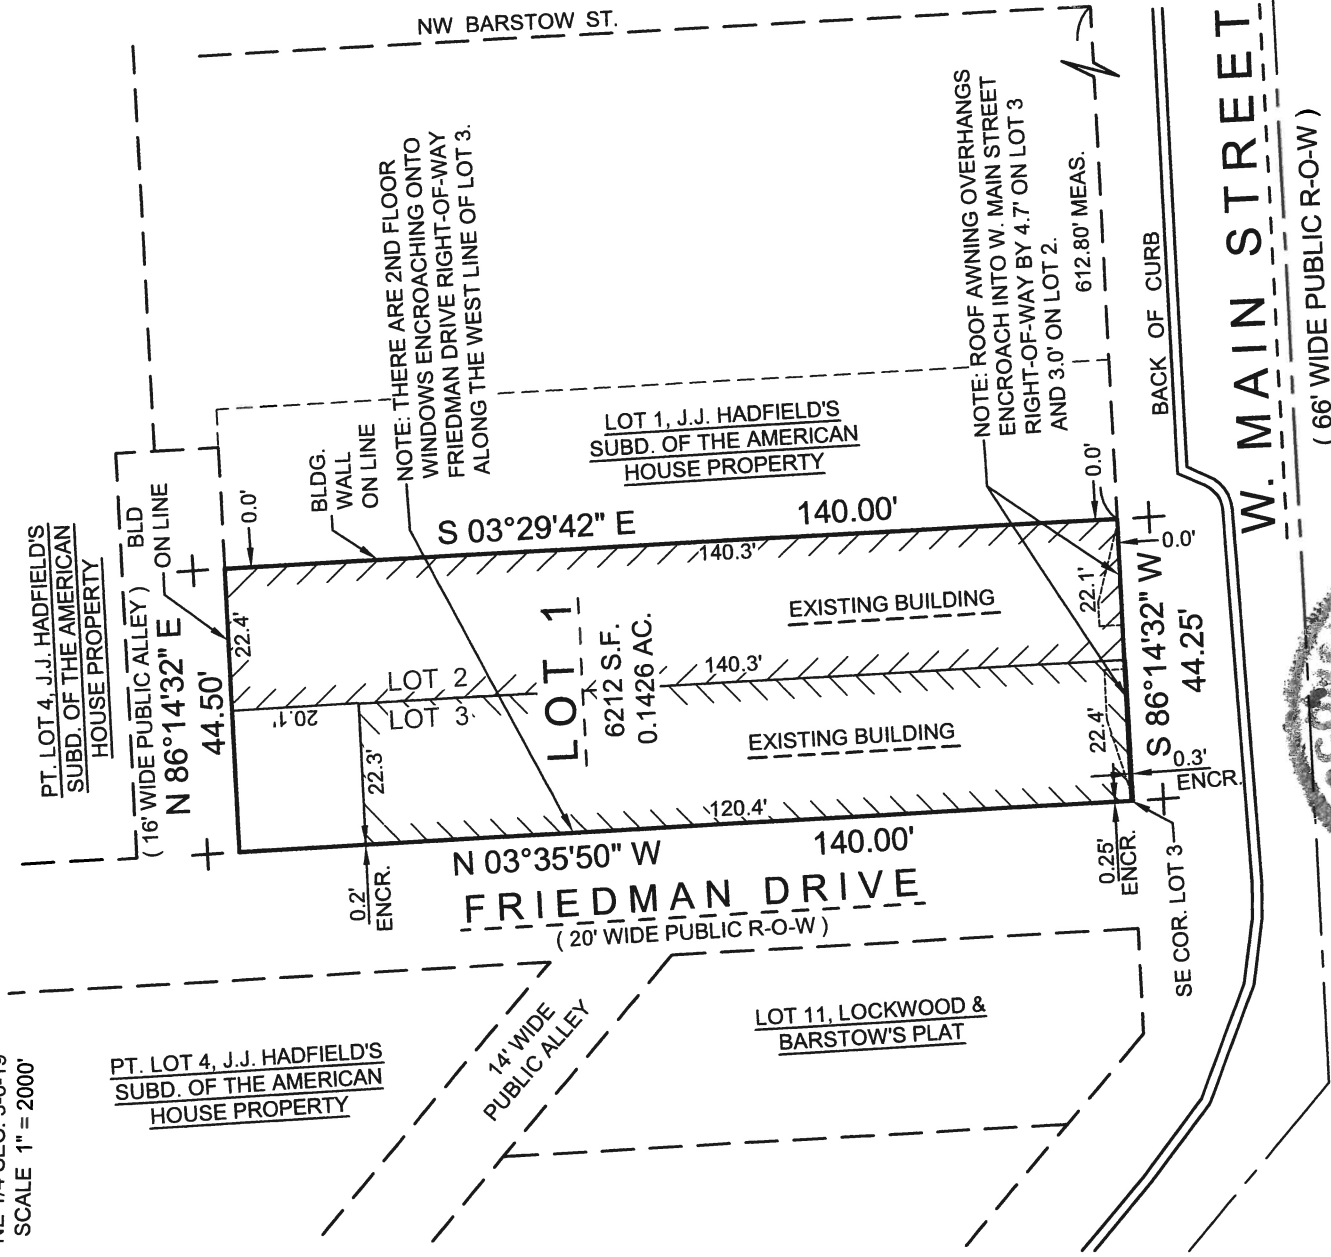 NW BARSTOW ST.
W. MAIN STREET
( 66' WIDE PUBLIC R-O-W )
BACK OF CURB
612.80' MEAS.
NOTE: THERE ARE 2ND FLOOR
WINDOWS ENCROACHING ONTO
FRIEDMAN DRIVE RIGHT-OF-WAY
ALONG THE WEST LINE OF LOT 3.
NOTE: ROOF AWNING OVERHANGS
ENCROACH INTO W. MAIN STREET
RIGHT-OF-WAY BY 4.7' ON LOT 3
AND 3.0' ON LOT 2.
LOT 1, J.J. HADFIELD'S
SUBD. OF THE AMERICAN
HOUSE PROPERTY
PT. LOT 4, J.J. HADFIELD'S
SUBD. OF THE AMERICAN
HOUSE PROPERTY
( 16' WIDE PUBLIC ALLEY )
BLD
ON LINE
0.0'
BLDG.
WALL
ON LINE
S 03°29'42" E
140.00'
0.0'
N 86°14'32" E
44.50'
22.4'
140.3'
0.0'
22.1'
EXISTING BUILDING
LOT 1
6212 S.F.
0.1426 AC.
LOT 2
LOT 3
140.3'
20.1'
22.3'
EXISTING BUILDING
22.4'
S 86°14'32" W
44.25'
0.3'
ENCR.
120.4'
N 03°35'50" W
140.00'
0.2'
ENCR.
0.25'
ENCR.
SE COR. LOT 3
FRIEDMAN DRIVE
( 20' WIDE PUBLIC R-O-W )
14' WIDE
PUBLIC ALLEY
LOT 11, LOCKWOOD &
BARSTOW'S PLAT
PT. LOT 4, J.J. HADFIELD'S
SUBD. OF THE AMERICAN
HOUSE PROPERTY
SCALE 1" = 2000'